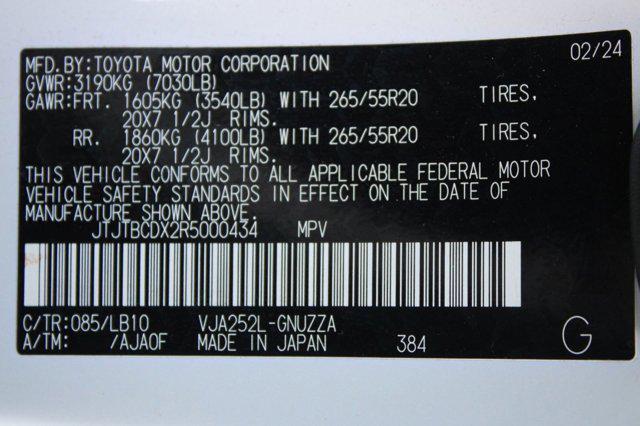 MFD.BY:TOYOTA MOTOR CORPORATION 02/24
GVWR:3190KG (7030LB)
GAWR:FRT. 1605KG (3540LB) WITH 265/55R20 TIRES,
20X7 1/2J RIMS.
RR. 1860KG (4100LB) WITH 265/55R20 TIRES,
20X7 1/2J RIMS.
THIS VEHICLE CONFORMS TO ALL APPLICABLE FEDERAL MOTOR
VEHICLE SAFETY STANDARDS IN EFFECT ON THE DATE OF
MANUFACTURE SHOWN ABOVE.
JTJTBCDX2R5000434 MPV
C/TR:085/LB10 VJA252L-GNUZZA
A/TM: /AJA0F MADE IN JAPAN 384 G